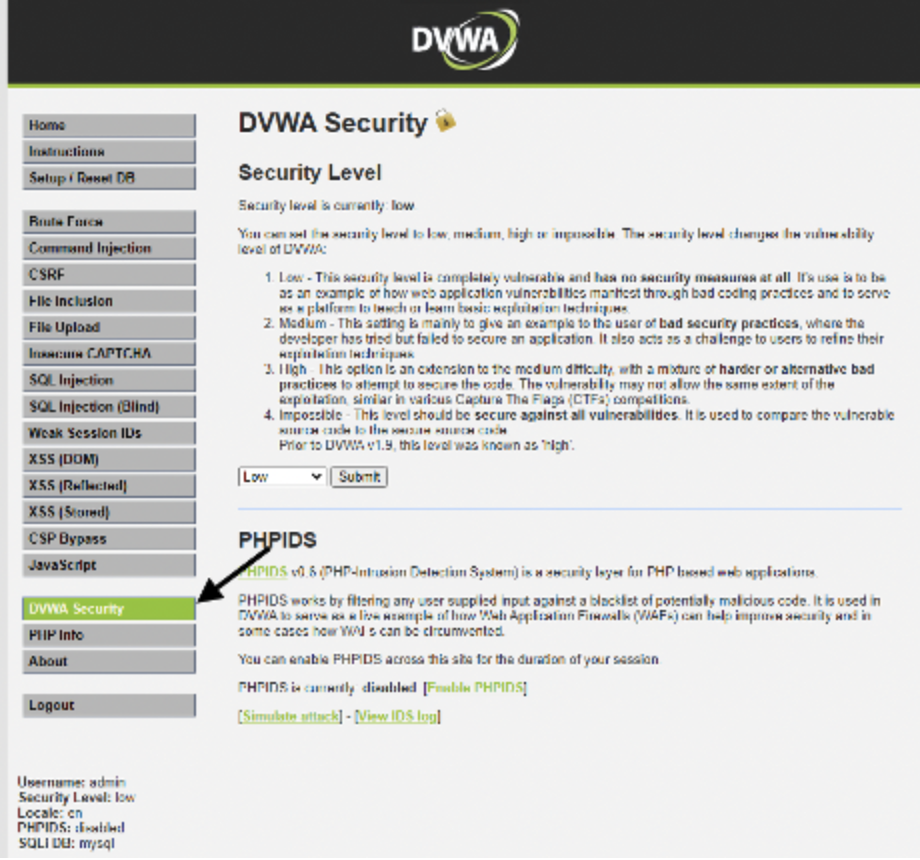 DVWA
Home
Instructions
Setup / Reset DB
Brute Force
Command Injection
CSRF
File Inclusion
File Upload
Insecure CAPTCHA
SQL Injection
SQL Injection (Blind)
Weak Session IDs
XSS (DOM)
XSS (Reflected)
XSS (Stored)
CSP Bypass
JavaScript
DVWA Security
PHP Info
About
Logout
Username: admin
Security Level: low
Locale: en
PHPIDS: disabled
SQLI DB: mysql
DVWA Security
Security Level
Security level is currently: low
You can set the security level to low, medium, high or impossible. The security level changes the vulnerability
level of DVWA:
1. Low - This security level is completely vulnerable and has no security measures at all. It's use is to be
as an example of how web application vulnerabilities manifest through bad coding practices and to serve
as a platform to teach or learn basic exploitation techniques.
2. Medium - This setting is mainly to give an example to the user of bad security practices, where the
developer has tried but failed to secure an application. It also acts as a challenge to users to refine their
exploitation techniques.
3. High - This option is an extension to the medium difficulty, with a mixture of harder or alternative bad
practices to attempt to secure the code. The vulnerability may not allow the same extent of the
exploitation, similar in various Capture The Flags (CTFs) competitions.
4. Impossible - This level should be secure against all vulnerabilities. It is used to compare the vulnerable
source code to the secure source code.
Prior to DVWA v1.9, this level was known as 'high'.
Low Submit
PHPIDS
PHPIDS v0.6 (PHP-Intrusion Detection System) is a security layer for PHP based web applications.
PHPIDS works by filtering any user supplied input against a blacklist of potentially malicious code. It is used in
DVWA to serve as a live example of how Web Application Firewalls (WAFs) can help improve security and in
some cases how WAFs can be circumvented.
You can enable PHPIDS across this site for the duration of your session.
PHPIDS is currently: disabled. [Enable PHPIDS]
[Simulate attack] - [View IDS log]